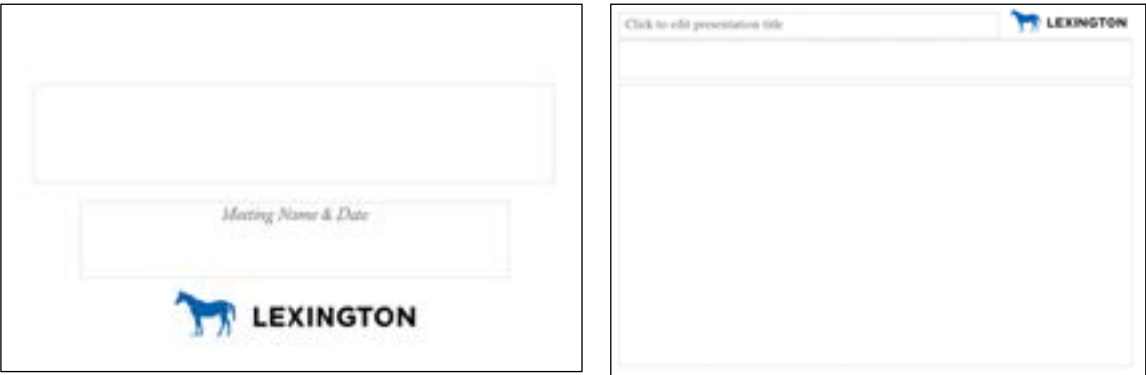 Meeting Name & Date
LEXINGTON
Click to edit presentation title
LEXINGTON